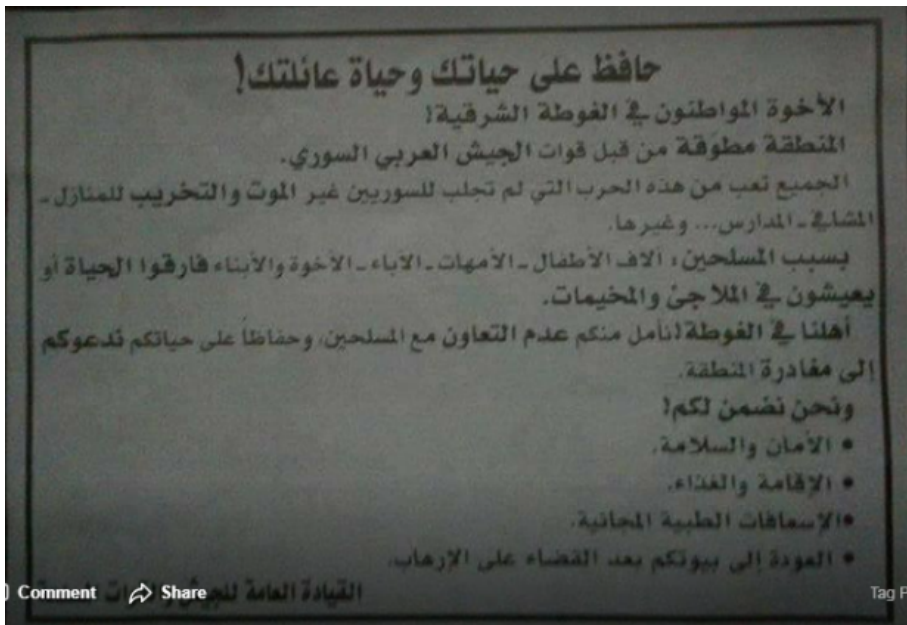 حافظ على حياتك وحياة عائلتك!
الأخوة المواطنون في الغوطة الشرقية!
المنطقة مطوقة من قبل قوات الجيش العربي السوري.
الجميع تعب من هذه الحرب التي لم تجلب للسوريين غير الموت والتخريب للمنازل ـ
المشافي ـ المدارس... وغيرها.
بسبب المسلحين، آلاف الأطفال ـ الأمهات ـ الآباء ـ الأخوة والأبناء فارقوا الحياة أو
يعيشون في الملاجئ والمخيمات.
أهلنا في الغوطة! نأمل منكم عدم التعاون مع المسلحين، وحفاظاً على حياتكم ندعوكم
إلى مغادرة المنطقة.
ونحن نضمن لكم!
• الأمان والسلامة.
• الإقامة والغذاء.
• الإسعافات الطبية المجانية.
• العودة إلى بيوتكم بعد القضاء على الإرهاب.
القيادة العامة للجيش
Comment Share Tag